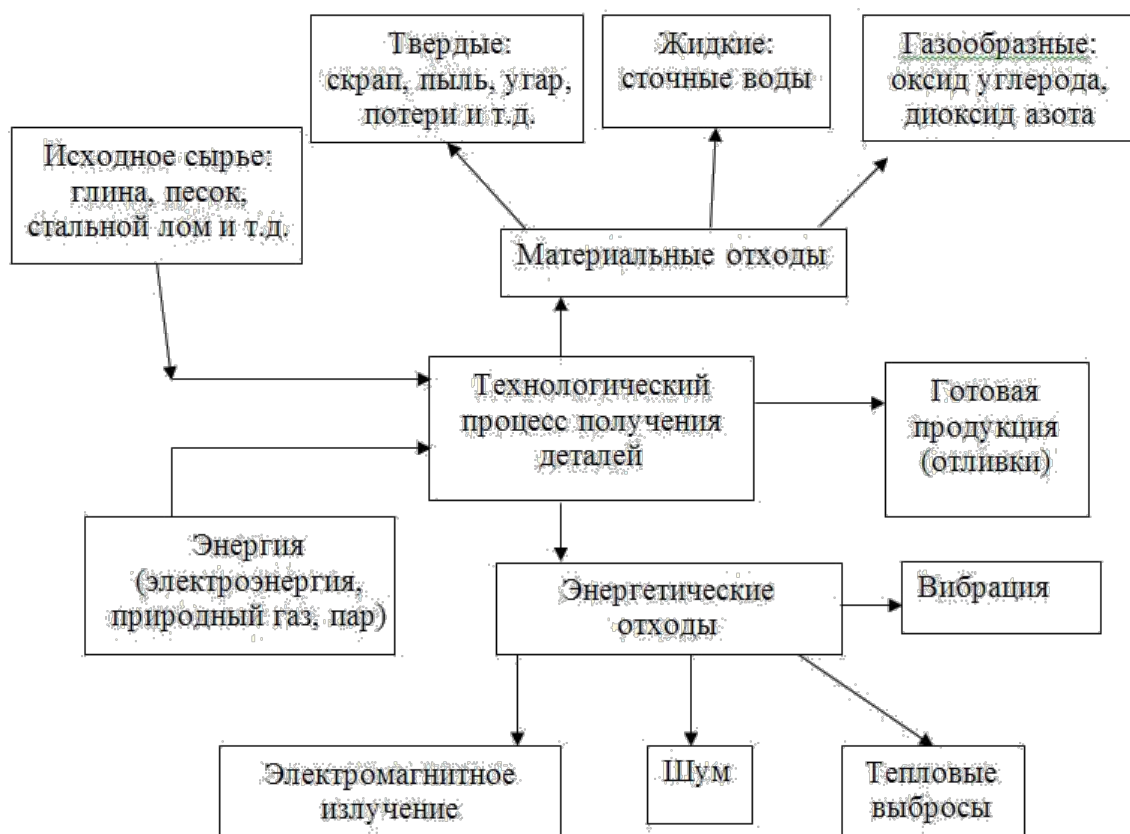 Твердые:
скрап, пыль, угар,
потери и т.д.
Жидкие:
сточные воды
Газообразные:
оксид углерода,
диоксид азота
Исходное сырье:
глина, песок,
стальной лом и т.д.
Материальные отходы
Технологический
процесс получения
деталей
Готовая
продукция
(отливки)
Энергия
(электроэнергия,
природный газ, пар)
Энергетические
отходы
Вибрация
Электромагнитное
излучение
Шум
Тепловые
выбросы